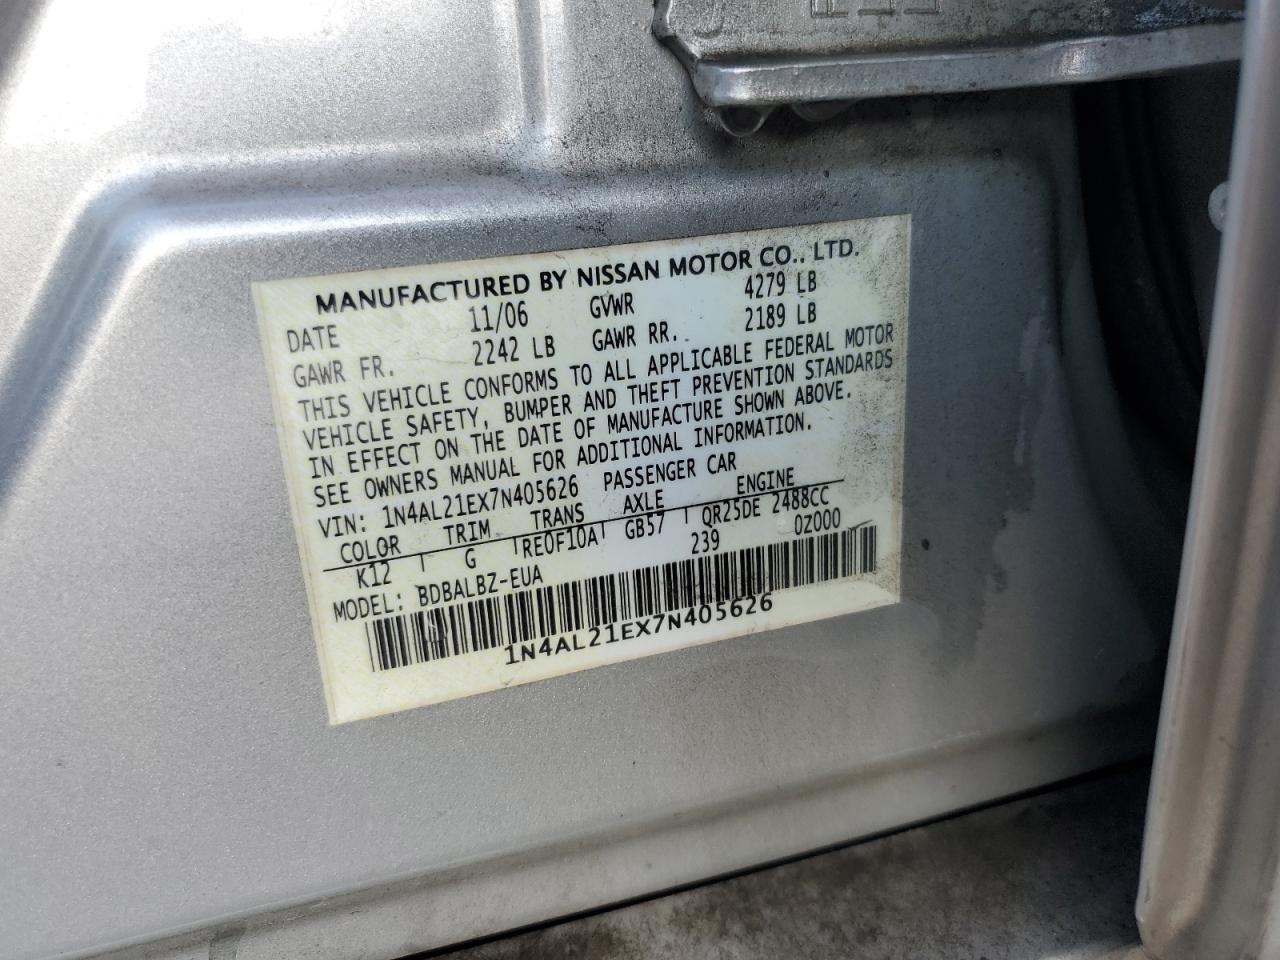 MANUFACTURED BY NISSAN MOTOR CO., LTD.
DATE 11/06 GVWR 4279 LB
GAWR FR. 2242 LB GAWR RR. 2189 LB
THIS VEHICLE CONFORMS TO ALL APPLICABLE FEDERAL MOTOR
VEHICLE SAFETY, BUMPER AND THEFT PREVENTION STANDARDS
IN EFFECT ON THE DATE OF MANUFACTURE SHOWN ABOVE.
SEE OWNERS MANUAL FOR ADDITIONAL INFORMATION.
VIN: 1N4AL21EX7N405626 PASSENGER CAR
COLOR TRIM TRANS AXLE ENGINE
K12 G RE0F10A GB57 QR25DE 2488CC
MODEL: BDBALBZ-EUA 239 0Z000
1N4AL21EX7N405626